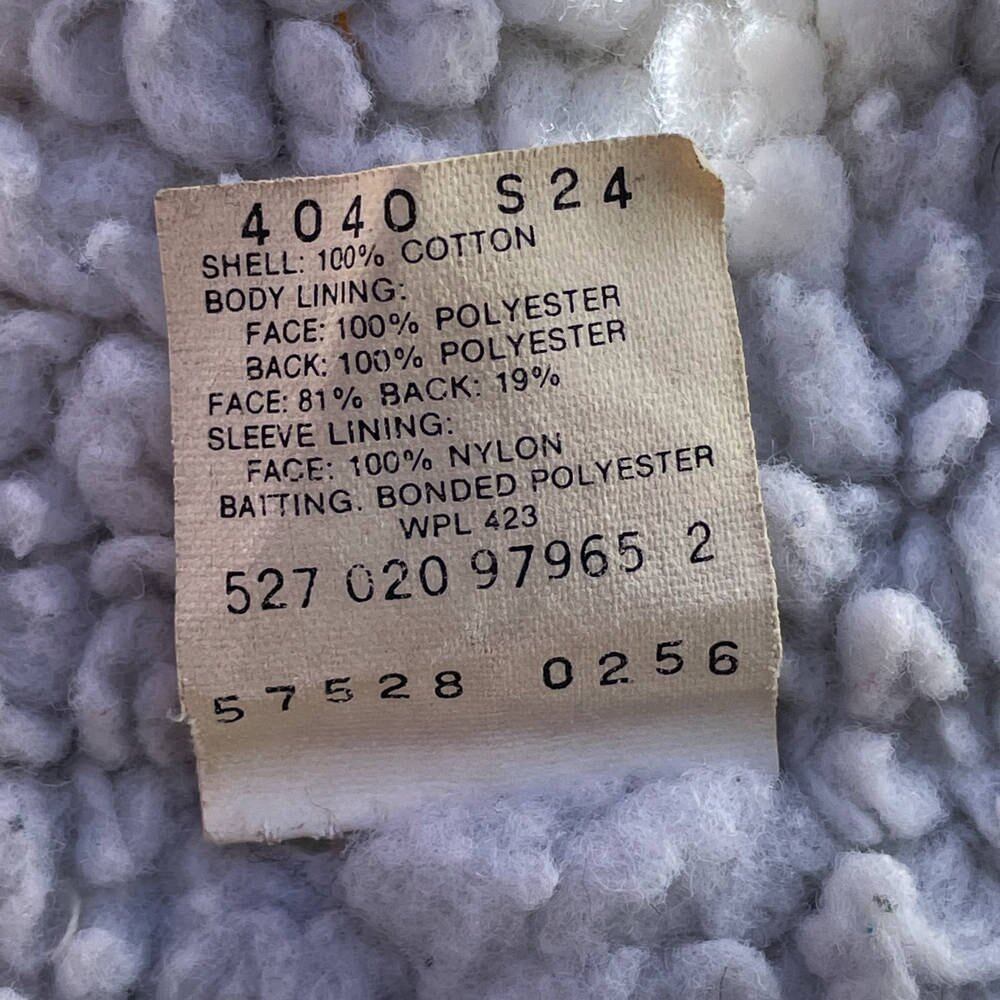 4040 S24
SHELL: 100% COTTON
BODY LINING:
FACE: 100% POLYESTER
BACK: 100% POLYESTER
FACE: 81% BACK: 19%
SLEEVE LINING:
FACE: 100% NYLON
BATTING. BONDED POLYESTER
WPL 423
527 020 97965 2
57528 0256